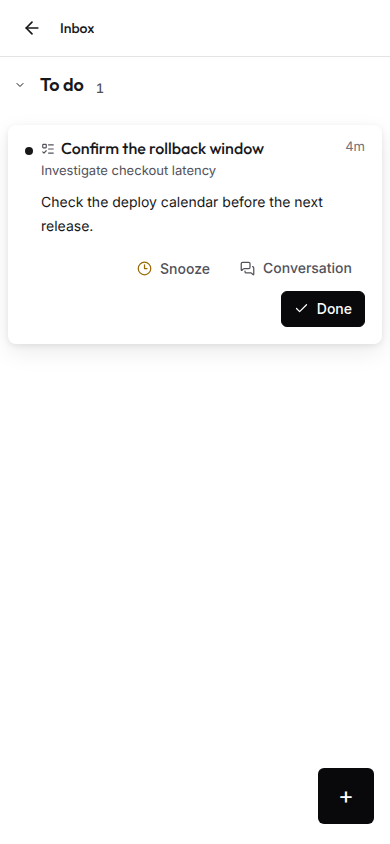 Inbox
To do 1
Confirm the rollback window 4m
Investigate checkout latency
Check the deploy calendar before the next
release.
Snooze Conversation
Done
+